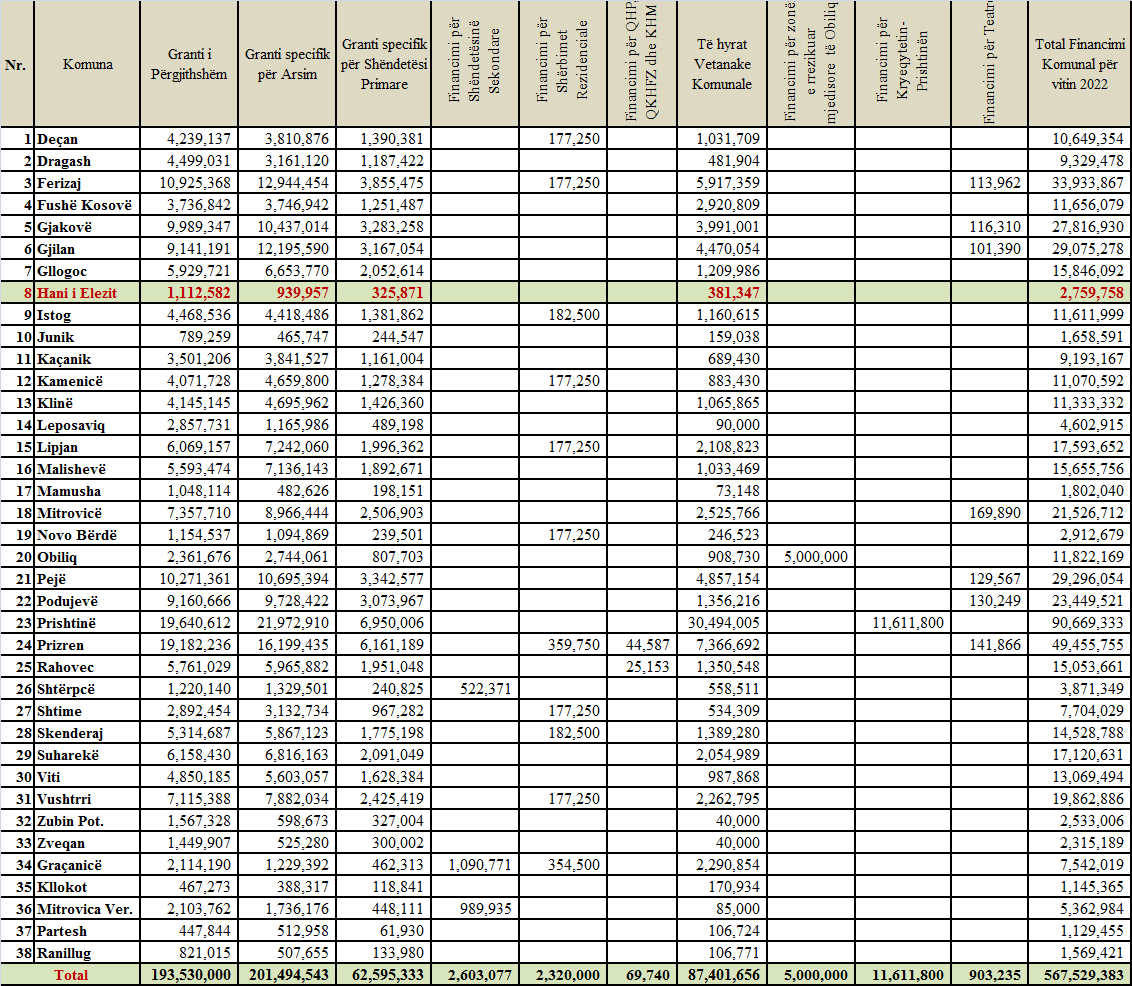 Nr. Komuna Granti i Përgjithshëm Granti specifik për Arsim Granti specifik për Shëndetësi Primare Financimi për Shëndetësinë Sekondare Financimi për Shërbimet Rezidenciale Financimi për QHP, QKHFZ dhe KHM Të hyrat Vetanake Komunale Financimi për zonë e rrezikuar mjedisore të Obiliq Financimi për Kryeqytetin-Prishtinën Financimi për Teatrë Total Financimi Komunal për vitin 2022
1 Deçan 4,239,137 3,810,876 1,390,381 177,250 1,031,709 10,649,354
2 Dragash 4,499,031 3,161,120 1,187,422 481,904 9,329,478
3 Ferizaj 10,925,368 12,944,454 3,855,475 177,250 5,917,359 113,962 33,933,867
4 Fushë Kosovë 3,736,842 3,746,942 1,251,487 2,920,809 11,656,079
5 Gjakovë 9,989,347 10,437,014 3,283,258 3,991,001 116,310 27,816,930
6 Gjilan 9,141,191 12,195,590 3,167,054 4,470,054 101,390 29,075,278
7 Gllogoc 5,929,721 6,653,770 2,052,614 1,209,986 15,846,092
8 Hani i Elezit 1,112,582 939,957 325,871 381,347 2,759,758
9 Istog 4,468,536 4,418,486 1,381,862 182,500 1,160,615 11,611,999
10 Junik 789,259 465,747 244,547 159,038 1,658,591
11 Kaçanik 3,501,206 3,841,527 1,161,004 689,430 9,193,167
12 Kamenicë 4,071,728 4,659,800 1,278,384 177,250 883,430 11,070,592
13 Klinë 4,145,145 4,695,962 1,426,360 1,065,865 11,333,332
14 Leposaviq 2,857,731 1,165,986 489,198 90,000 4,602,915
15 Lipjan 6,069,157 7,242,060 1,996,362 177,250 2,108,823 17,593,652
16 Malishevë 5,593,474 7,136,143 1,892,671 1,033,469 15,655,756
17 Mamusha 1,048,114 482,626 198,151 73,148 1,802,040
18 Mitrovicë 7,357,710 8,966,444 2,506,903 2,525,766 169,890 21,526,712
19 Novo Bërdë 1,154,537 1,094,869 239,501 177,250 246,523 2,912,679
20 Obiliq 2,361,676 2,744,061 807,703 908,730 5,000,000 11,822,169
21 Pejë 10,271,361 10,695,394 3,342,577 4,857,154 129,567 29,296,054
22 Podujevë 9,160,666 9,728,422 3,073,967 1,356,216 130,249 23,449,521
23 Prishtinë 19,640,612 21,972,910 6,950,006 30,494,005 11,611,800 90,669,333
24 Prizren 19,182,236 16,199,435 6,161,189 359,750 44,587 7,366,692 141,866 49,455,755
25 Rahovec 5,761,029 5,965,882 1,951,048 25,153 1,350,548 15,053,661
26 Shtërpcë 1,220,140 1,329,501 240,825 522,371 558,511 3,871,349
27 Shtime 2,892,454 3,132,734 967,282 177,250 534,309 7,704,029
28 Skenderaj 5,314,687 5,867,123 1,775,198 182,500 1,389,280 14,528,788
29 Suharekë 6,158,430 6,816,163 2,091,049 2,054,989 17,120,631
30 Viti 4,850,185 5,603,057 1,628,384 987,868 13,069,494
31 Vushtrri 7,115,388 7,882,034 2,425,419 177,250 2,262,795 19,862,886
32 Zubin Pot. 1,567,328 598,673 327,004 40,000 2,533,006
33 Zveqan 1,449,907 525,280 300,002 40,000 2,315,189
34 Graçanicë 2,114,190 1,229,392 462,313 1,090,771 354,500 2,290,854 7,542,019
35 Kllokot 467,273 388,317 118,841 170,934 1,145,365
36 Mitrovica Ver. 2,103,762 1,736,176 448,111 989,935 85,000 5,362,984
37 Partesh 447,844 512,958 61,930 106,724 1,129,455
38 Ranillug 821,015 507,655 133,980 106,771 1,569,421
Total 193,530,000 201,494,543 62,595,333 2,603,077 2,320,000 69,740 87,401,656 5,000,000 11,611,800 903,235 567,529,383